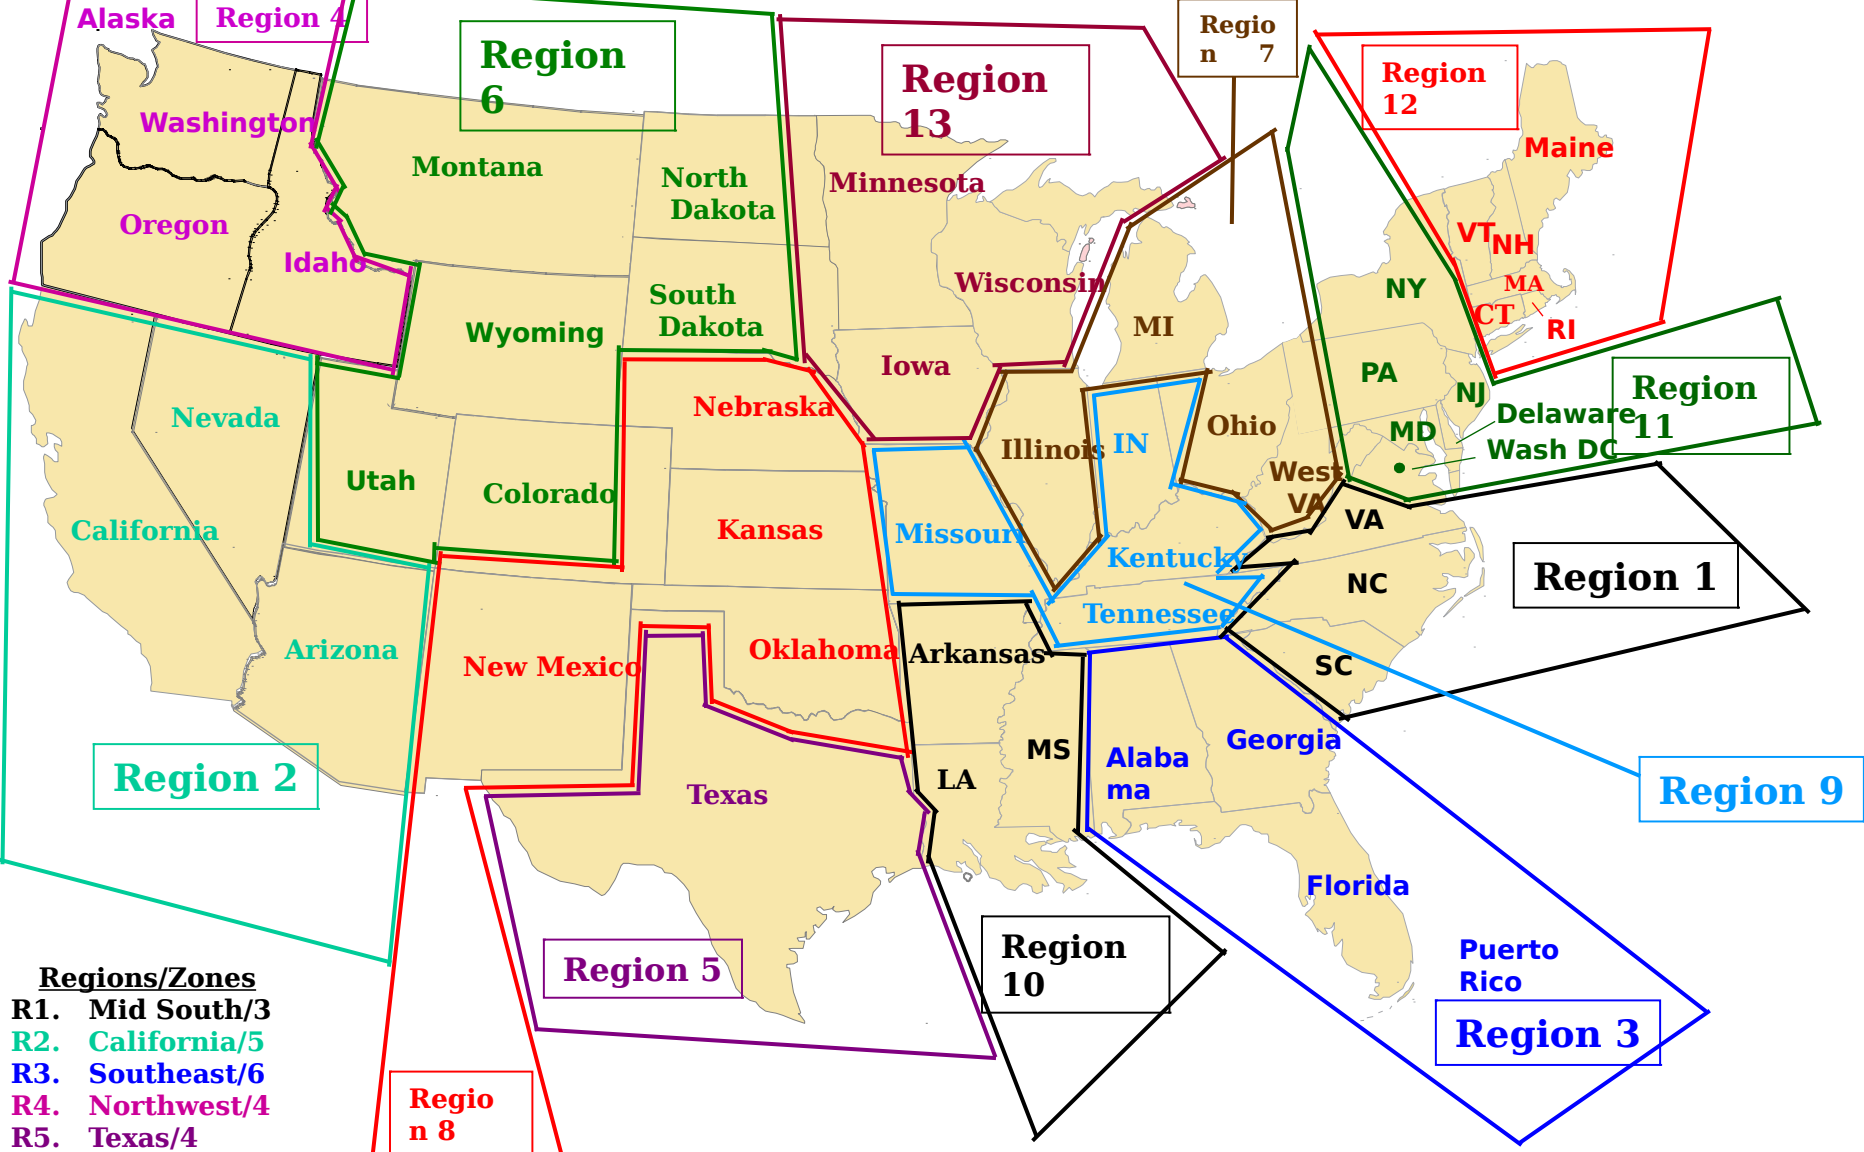 Alaska
Region 4
Region
6
Region
13
Regio
n 7
Region
12
Washington
Montana
North
Dakota
Minnesota
Maine
Oregon
Idaho
VT
NH
NY
MA
CT
RI
Wisconsin
South
Dakota
Wyoming
MI
Iowa
PA
NJ
Region
11
Delaware
MD
Wash DC
Nevada
Nebraska
Illinois
IN
Ohio
West
VA
Utah
Colorado
California
Kansas
Missouri
VA
Kentucky
NC
Region 1
Tennessee
Arizona
New Mexico
Oklahoma
Arkansas
SC
MS
Georgia
Alaba
ma
LA
Region 2
Texas
Region 9
Florida
Region 5
Region
10
Puerto
Rico
Region 3
Regions/Zones
R1. Mid South/3
R2. California/5
R3. Southeast/6
R4. Northwest/4
R5. Texas/4
Regio
n 8